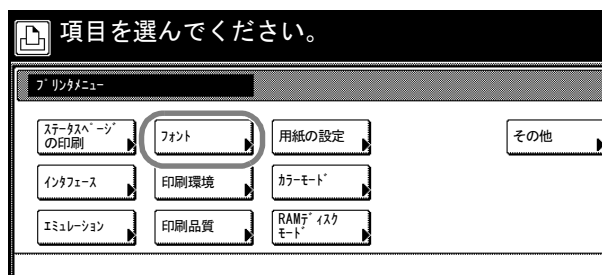 項目を選んでください。
ﾌﾟﾘﾝﾀﾒﾆｭｰ
ｽﾃｰﾀｽﾍﾟｰｼﾞ
の印刷
ﾌｫﾝﾄ
用紙の設定
その他
ｲﾝﾀﾌｪｰｽ
印刷環境
ｶﾗｰﾓｰﾄﾞ
ｴﾐｭﾚｰｼｮﾝ
印刷品質
RAMﾃﾞｨｽｸ
ﾓｰﾄﾞ